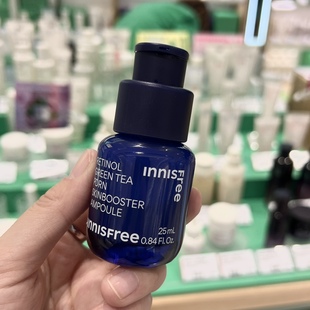 INNISFREE
RETINOL
GREEN TEA
PDRN
SKINBOOSTER
AMPOULE
INNISFREE
25 mL
0.84 Fl.Oz.